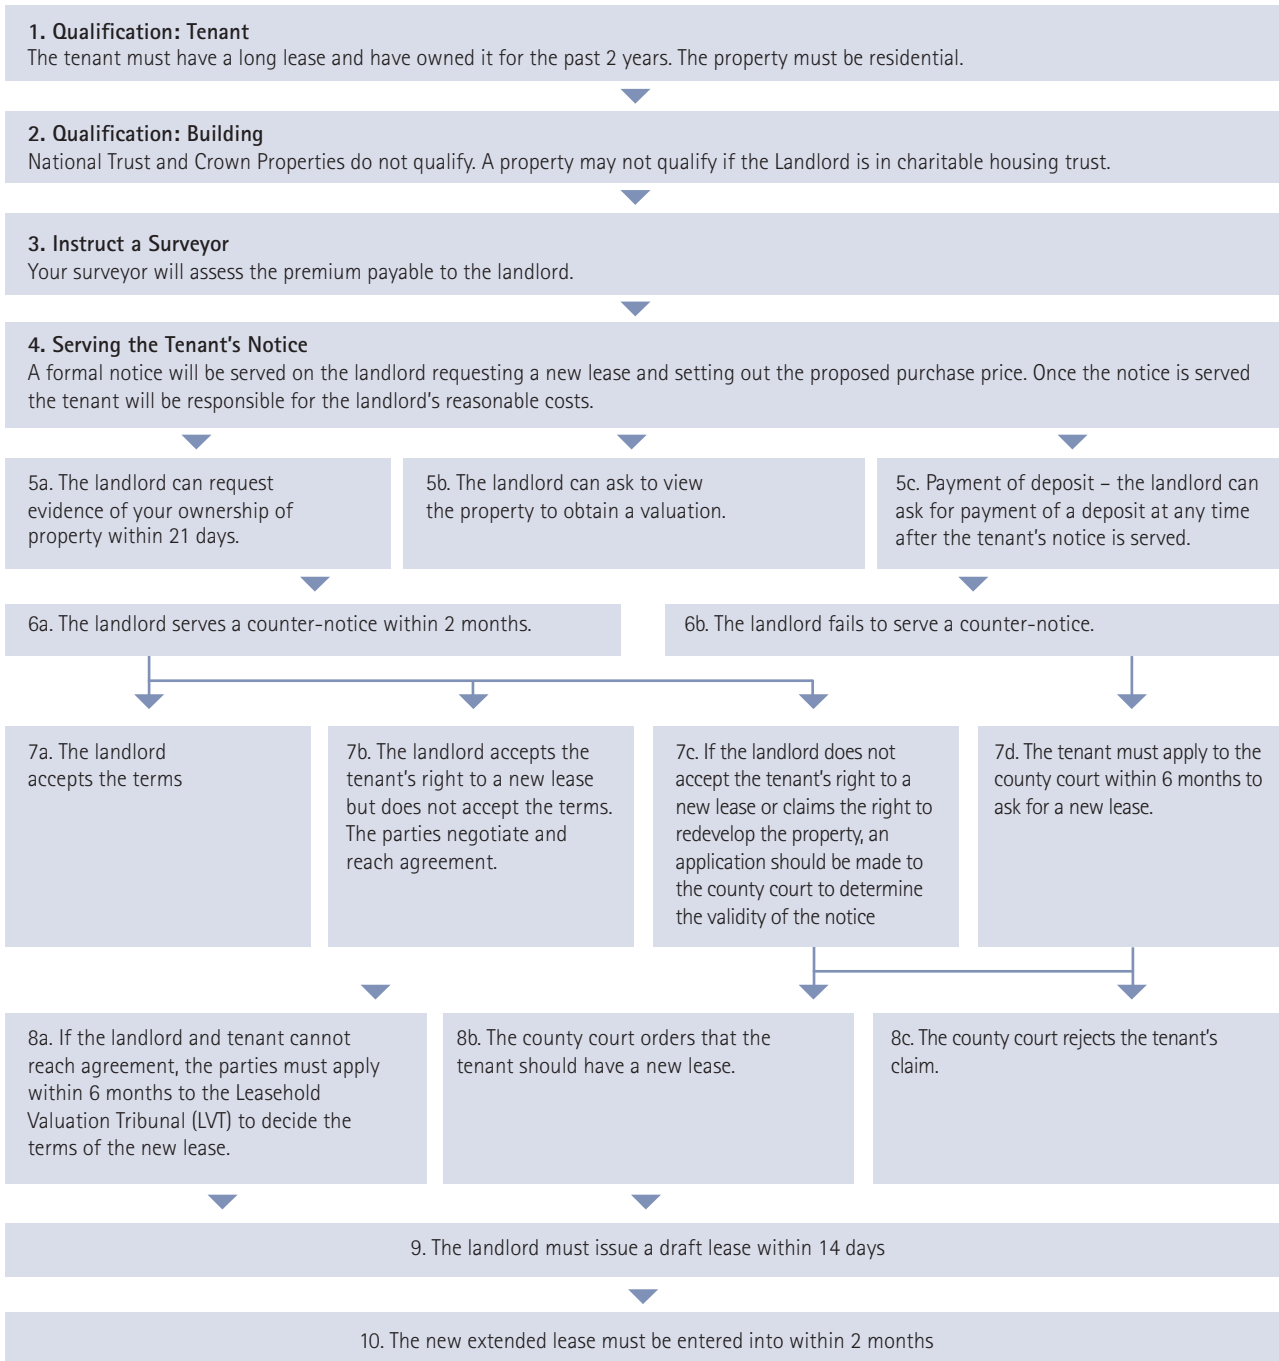 1. Qualification: Tenant
The tenant must have a long lease and have owned it for the past 2 years. The property must be residential.
2. Qualification: Building
National Trust and Crown Properties do not qualify. A property may not qualify if the Landlord is in charitable housing trust.
3. Instruct a Surveyor
Your surveyor will assess the premium payable to the landlord.
4. Serving the Tenant's Notice
A formal notice will be served on the landlord requesting a new lease and setting out the proposed purchase price. Once the notice is served
the tenant will be responsible for the landlord's reasonable costs.
5a. The landlord can request
evidence of your ownership of
property within 21 days.
5b. The landlord can ask to view
the property to obtain a valuation.
5c. Payment of deposit – the landlord can
ask for payment of a deposit at any time
after the tenant's notice is served.
6a. The landlord serves a counter-notice within 2 months.
6b. The landlord fails to serve a counter-notice.
7a. The landlord
accepts the terms
7b. The landlord accepts the
tenant's right to a new lease
but does not accept the terms.
The parties negotiate and
reach agreement.
7c. If the landlord does not
accept the tenant's right to a
new lease or claims the right to
redevelop the property, an
application should be made to
the county court to determine
the validity of the notice
7d. The tenant must apply to the
county court within 6 months to
ask for a new lease.
8a. If the landlord and tenant cannot
reach agreement, the parties must apply
within 6 months to the Leasehold
Valuation Tribunal (LVT) to decide the
terms of the new lease.
8b. The county court orders that the
tenant should have a new lease.
8c. The county court rejects the tenant's
claim.
9. The landlord must issue a draft lease within 14 days
10. The new extended lease must be entered into within 2 months